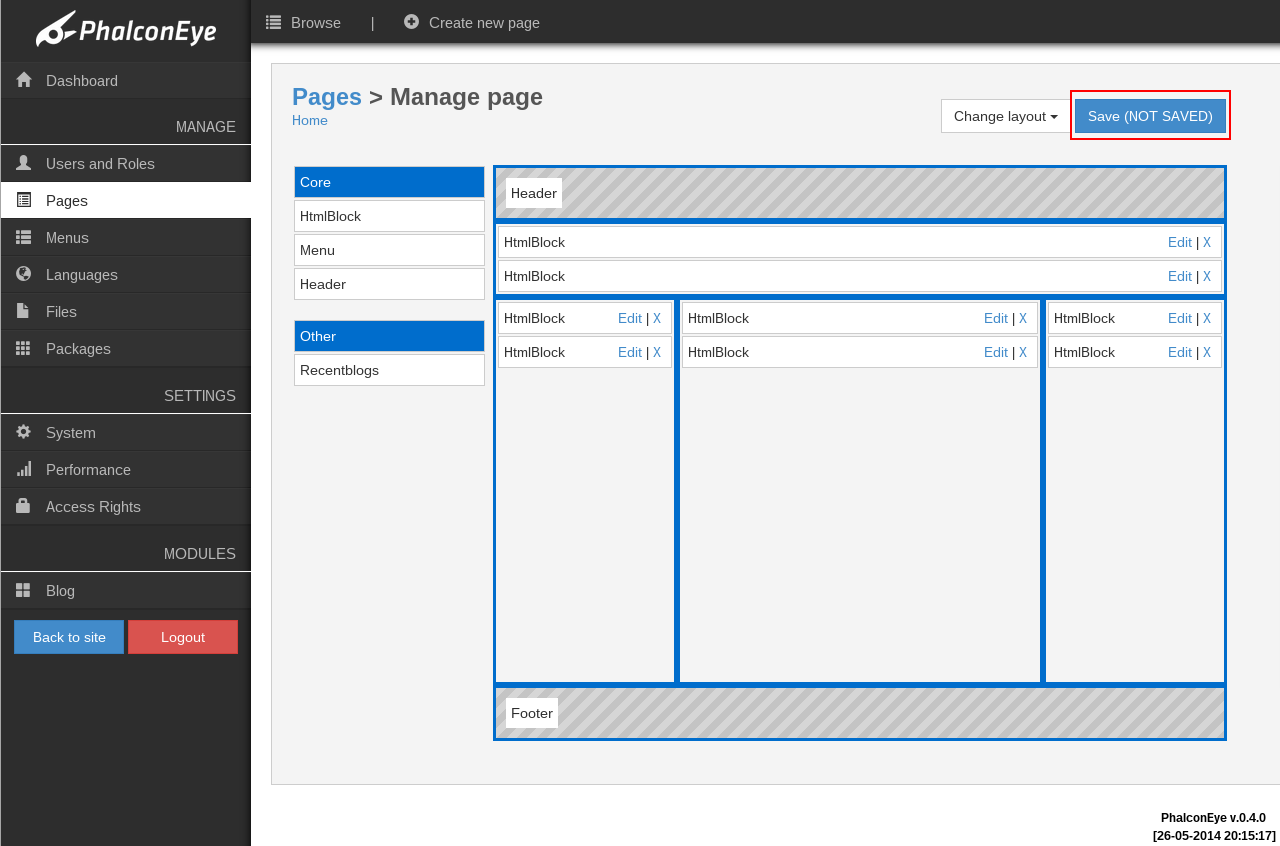 PhalconEye
Browse | Create new page
Dashboard
MANAGE
Users and Roles
Pages
Menus
Languages
Files
Packages
SETTINGS
System
Performance
Access Rights
MODULES
Blog
Back to site Logout
Pages > Manage page
Home
Change layout Save (NOT SAVED)
Core
HtmlBlock
Menu
Header
Other
Recentblogs
Header
HtmlBlock Edit | X
HtmlBlock Edit | X
HtmlBlock Edit | X HtmlBlock Edit | X HtmlBlock Edit | X
HtmlBlock Edit | X HtmlBlock Edit | X HtmlBlock Edit | X
Footer
PhalconEye v.0.4.0
[26-05-2014 20:15:17]